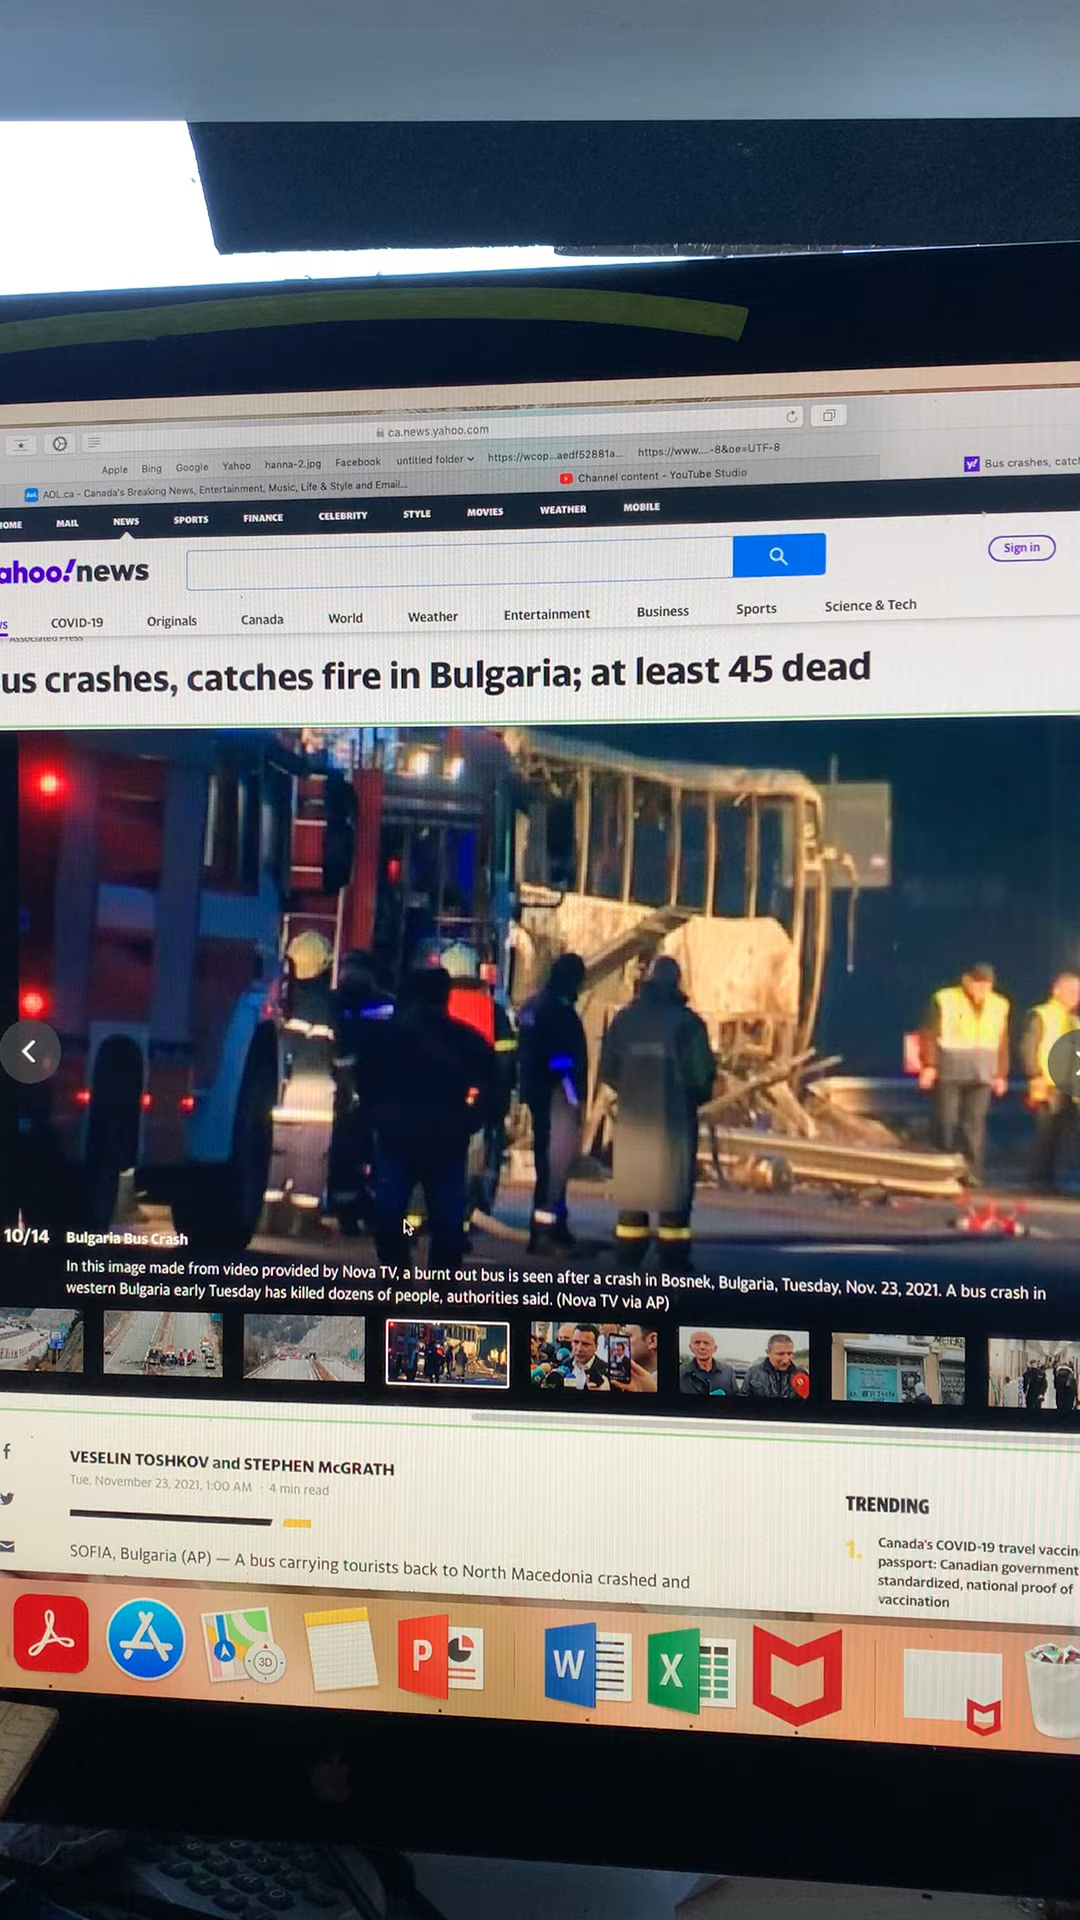 ca.news.yahoo.com
Apple Bing Google Yahoo hanna-2.jpg Facebook untitled folder https://wcop...aedf52881a... https://www....-8&oe=UTF-8
AOL.ca - Canada's Breaking News, Entertainment, Music, Life & Style and Email... Channel content - YouTube Studio Bus crashes, catc
OME MAIL NEWS SPORTS FINANCE CELEBRITY STYLE MOVIES WEATHER MOBILE
ahoo!news
Sign in
s COVID-19 Originals Canada World Weather Entertainment Business Sports Science & Tech
Associated Press
us crashes, catches fire in Bulgaria; at least 45 dead
10/14 Bulgaria Bus Crash
In this image made from video provided by Nova TV, a burnt out bus is seen after a crash in Bosnek, Bulgaria, Tuesday, Nov. 23, 2021. A bus crash in
western Bulgaria early Tuesday has killed dozens of people, authorities said. (Nova TV via AP)
VESELIN TOSHKOV and STEPHEN McGRATH
Tue, November 23, 2021, 1:00 AM · 4 min read
SOFIA, Bulgaria (AP) — A bus carrying tourists back to North Macedonia crashed and
TRENDING
1. Canada's COVID-19 travel vaccin
passport: Canadian government
standardized, national proof of
vaccination
3D
P
W
X